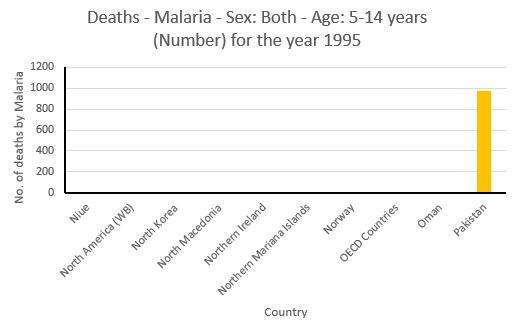 Deaths - Malaria - Sex: Both - Age: 5-14 years
(Number) for the year 1995
No. of deaths by Malaria
1200
1000
800
600
400
200
0
Niue
North America (WB)
North Korea
North Macedonia
Northern Ireland
Northern Mariana Islands
Norway
OECD Countries
Oman
Pakistan
Country